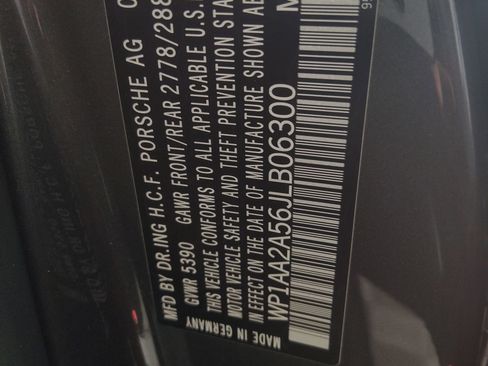 MFD BY DR.ING H.C.F. PORSCHE AG
GVWR 5390 GAWR FRONT/REAR 2778/288
THIS VEHICLE CONFORMS TO ALL APPLICABLE U.S.
MOTOR VEHICLE SAFETY AND THEFT PREVENTION STA
IN EFFECT ON THE DATE OF MANUFACTURE SHOWN AB
WP1AA2A56JLB06300
MADE IN GERMANY